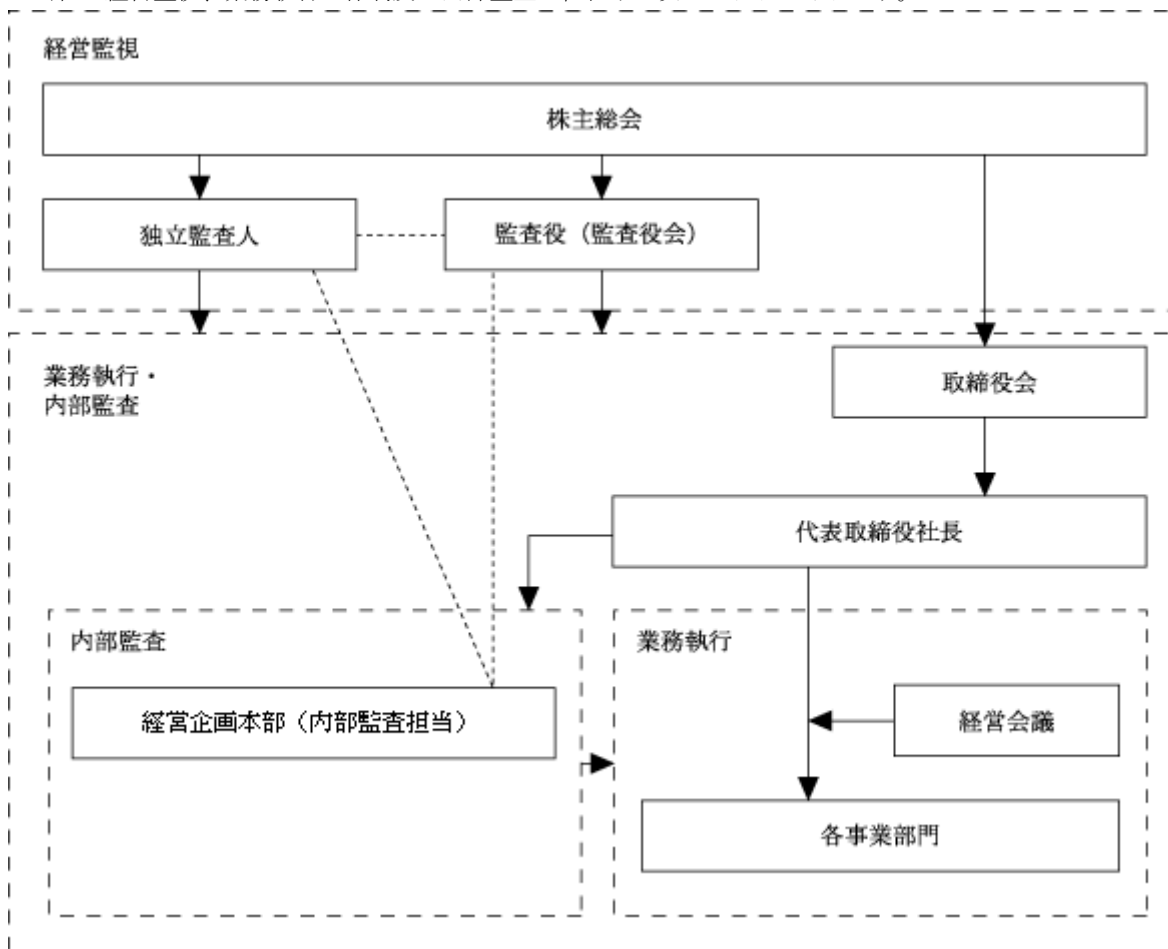 経営監視
株主総会
独立監査人
監査役（監査役会）
業務執行・
内部監査
取締役会
代表取締役社長
内部監査
業務執行
経営企画本部（内部監査担当）
経営会議
各事業部門